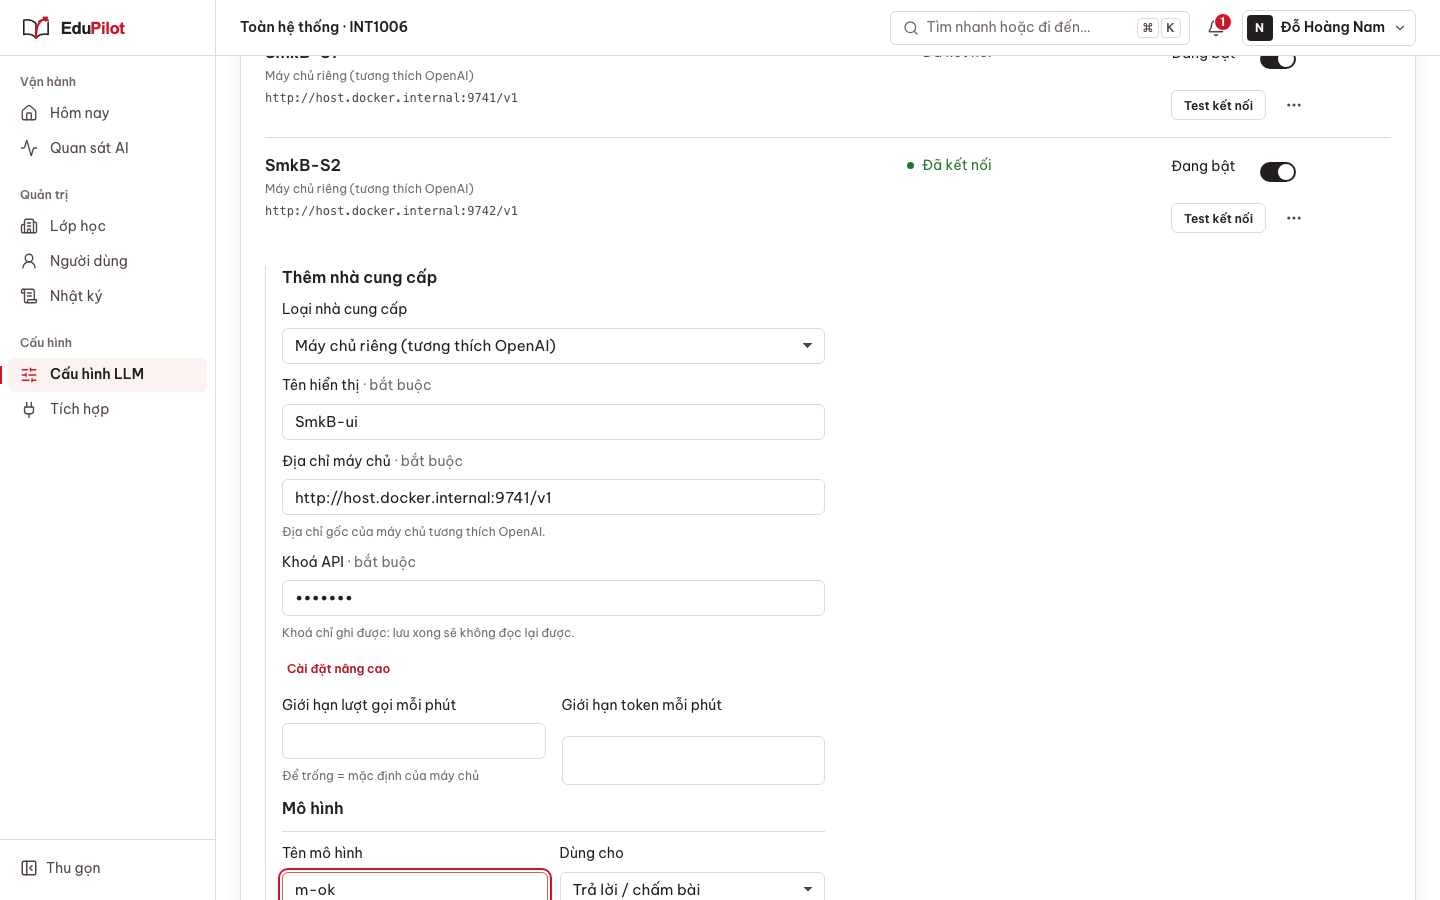 EduPilot
Toàn hệ thống · INT1006
Tìm nhanh hoặc đi đến...
⌘ K
1
N
Đỗ Hoàng Nam
Vận hành
Hôm nay
Quan sát AI
Quản trị
Lớp học
Người dùng
Nhật ký
Cấu hình
Cấu hình LLM
Tích hợp
Thu gọn
Máy chủ riêng (tương thích OpenAI)
http://host.docker.internal:9741/v1
Test kết nối
SmkB-S2
Đã kết nối
Đang bật
Máy chủ riêng (tương thích OpenAI)
http://host.docker.internal:9742/v1
Test kết nối
Thêm nhà cung cấp
Loại nhà cung cấp
Máy chủ riêng (tương thích OpenAI)
Tên hiển thị · bắt buộc
SmkB-ui
Địa chỉ máy chủ · bắt buộc
http://host.docker.internal:9741/v1
Địa chỉ gốc của máy chủ tương thích OpenAI.
Khoá API · bắt buộc
•••••••
Khoá chỉ ghi được: lưu xong sẽ không đọc lại được.
Cài đặt nâng cao
Giới hạn lượt gọi mỗi phút
Giới hạn token mỗi phút
Để trống = mặc định của máy chủ
Mô hình
Tên mô hình
Dùng cho
m-ok
Trả lời / chấm bài